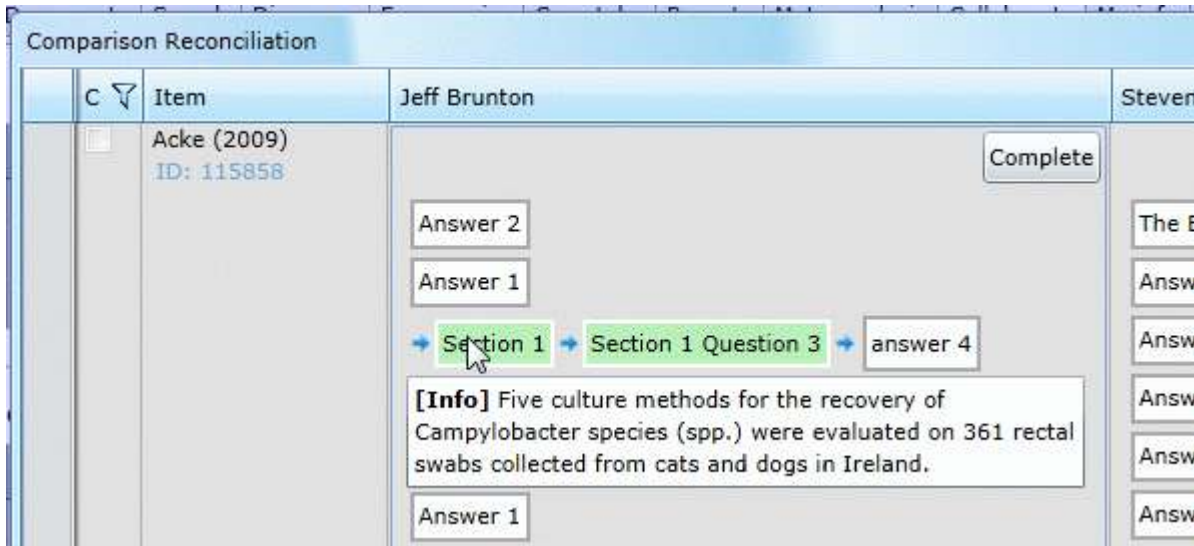 Comparison Reconciliation
C Item Jeff Brunton Steven
Acke (2009)
ID: 115858
Complete
Answer 2 The
Answer 1
Section 1 Section 1 Question 3 answer 4
[Info] Five culture methods for the recovery of
Campylobacter species (spp.) were evaluated on 361 rectal
swabs collected from cats and dogs in Ireland.
Answer 1